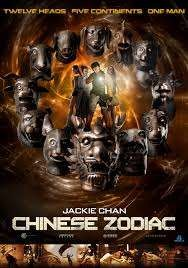 TWELVE HEADS FIVE CONTINENTS ONE MAN
JACKIE CHAN
CHINESE ZODIAC